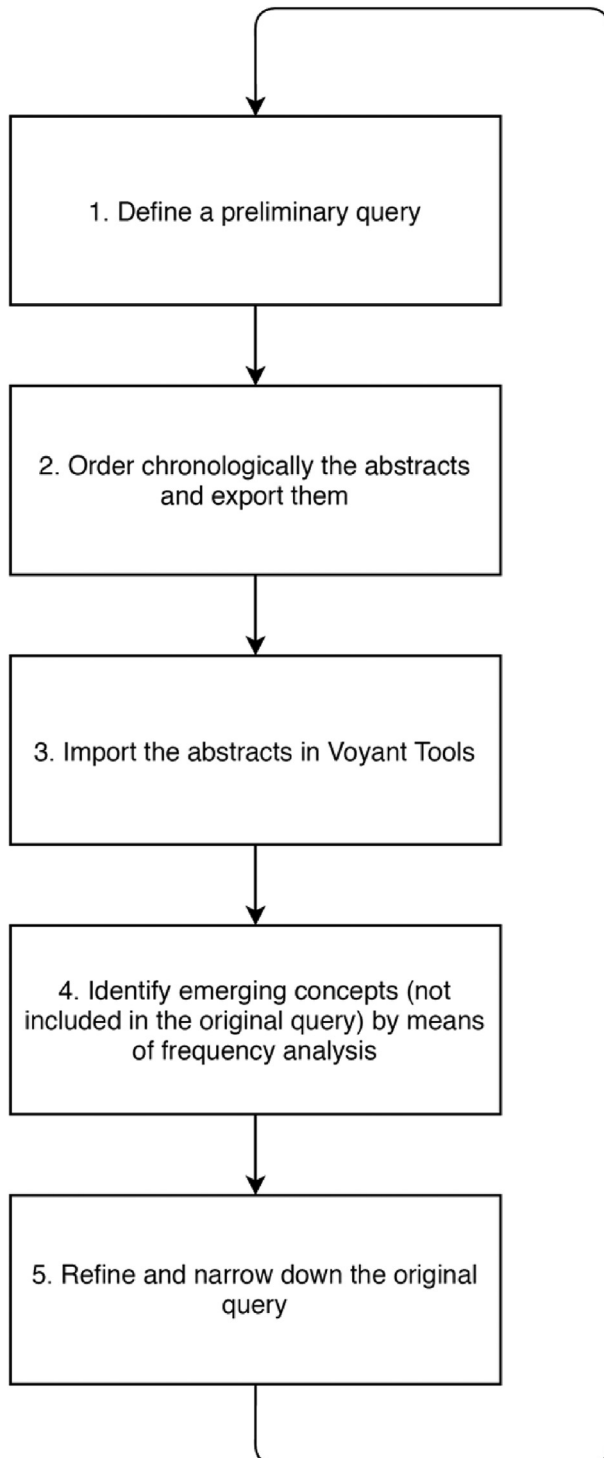 1. Define a preliminary query
2. Order chronologically the abstracts
and export them
3. Import the abstracts in Voyant Tools
4. Identify emerging concepts (not
included in the original query) by means
of frequency analysis
5. Refine and narrow down the original
query